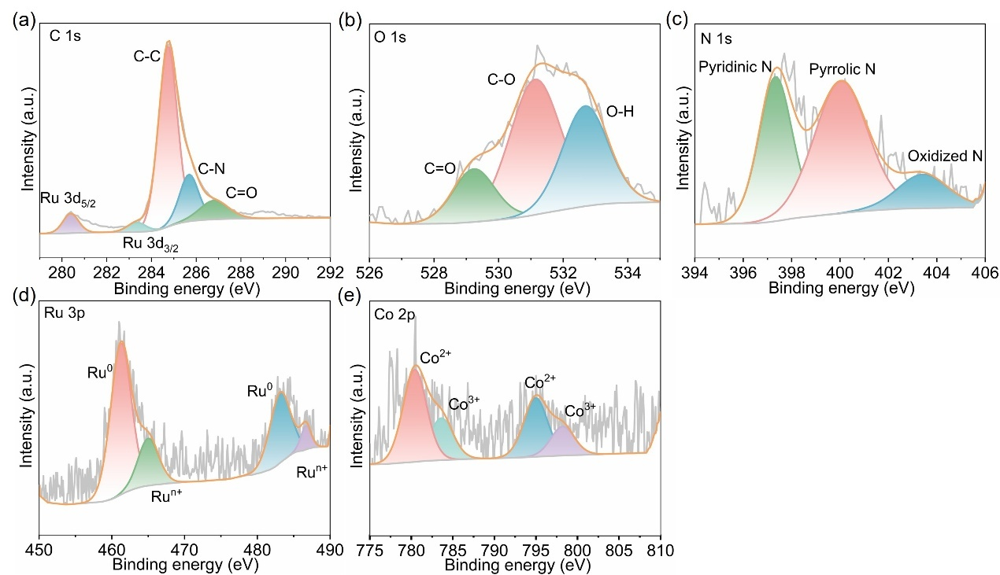 (a)
C 1s
C-C
C-N
C=O
Ru 3d5/2
Ru 3d3/2
Intensity (a.u.)
280 282 284 286 288 290 292
Binding energy (eV)
(b)
O 1s
C-O
O-H
C=O
Intensity (a.u.)
526 528 530 532 534
Binding energy (eV)
(c)
N 1s
Pyridinic N
Pyrrolic N
Oxidized N
Intensity (a.u.)
394 396 398 400 402 404 406
Binding energy (eV)
(d)
Ru 3p
Ru0
Ru0
Run+
Run+
Intensity (a.u.)
450 460 470 480 490
Binding energy (eV)
(e)
Co 2p
Co2+
Co3+
Co2+
Co3+
Intensity (a.u.)
775 780 785 790 795 800 805 810
Binding energy (eV)